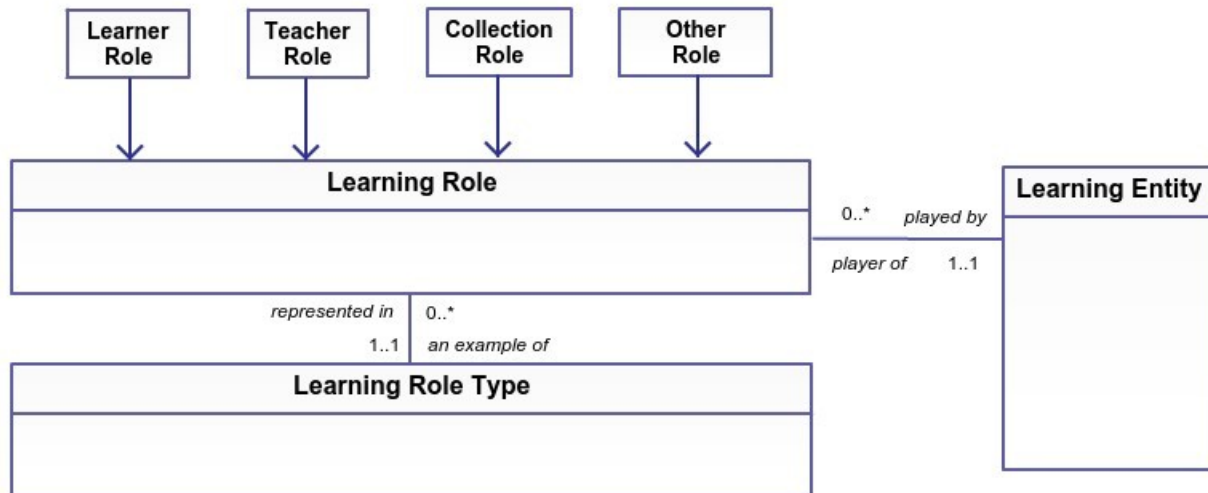 Learner
Role
Teacher
Role
Collection
Role
Other
Role
Learning Role
Learning Entity
0..* played by
player of 1..1
represented in 0..*
1..1 an example of
Learning Role Type